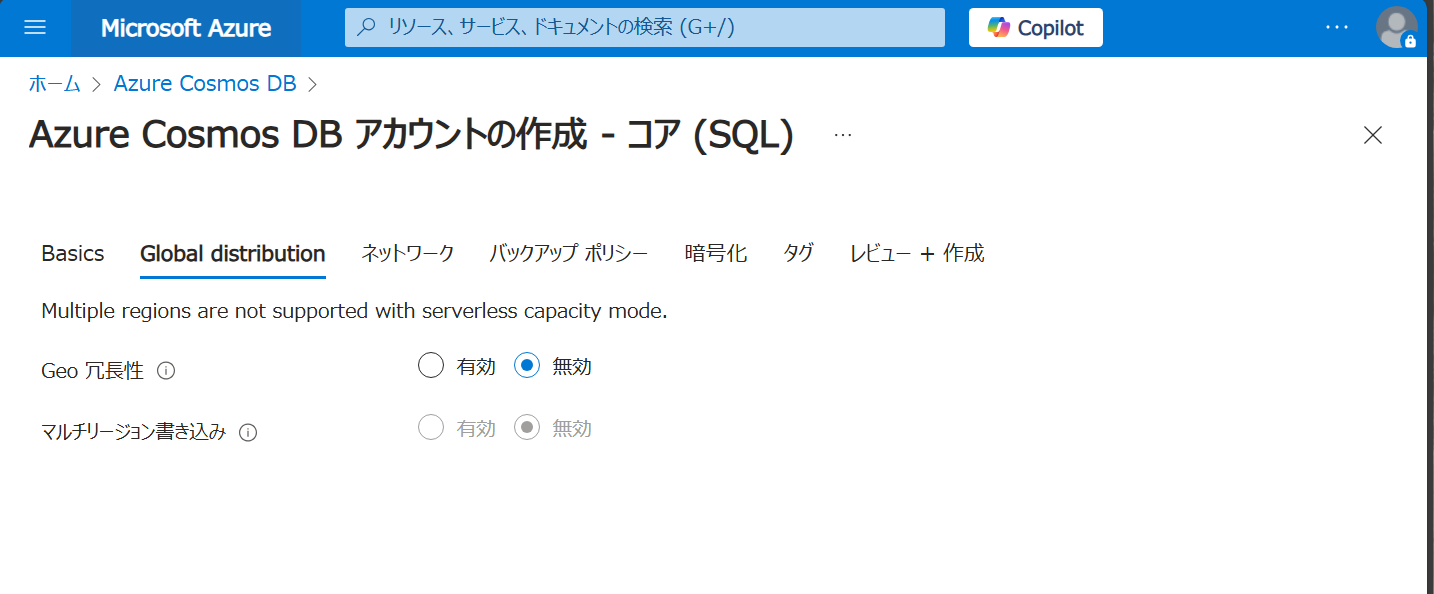 Microsoft Azure リソース、サービス、ドキュメントの検索 (G+/) Copilot ...
ホーム > Azure Cosmos DB >
Azure Cosmos DB アカウントの作成 - コア (SQL) ...
Basics Global distribution ネットワーク バックアップ ポリシー 暗号化 タグ レビュー + 作成
Multiple regions are not supported with serverless capacity mode.
Geo 冗長性 有効 無効
マルチリージョン書き込み 有効 無効